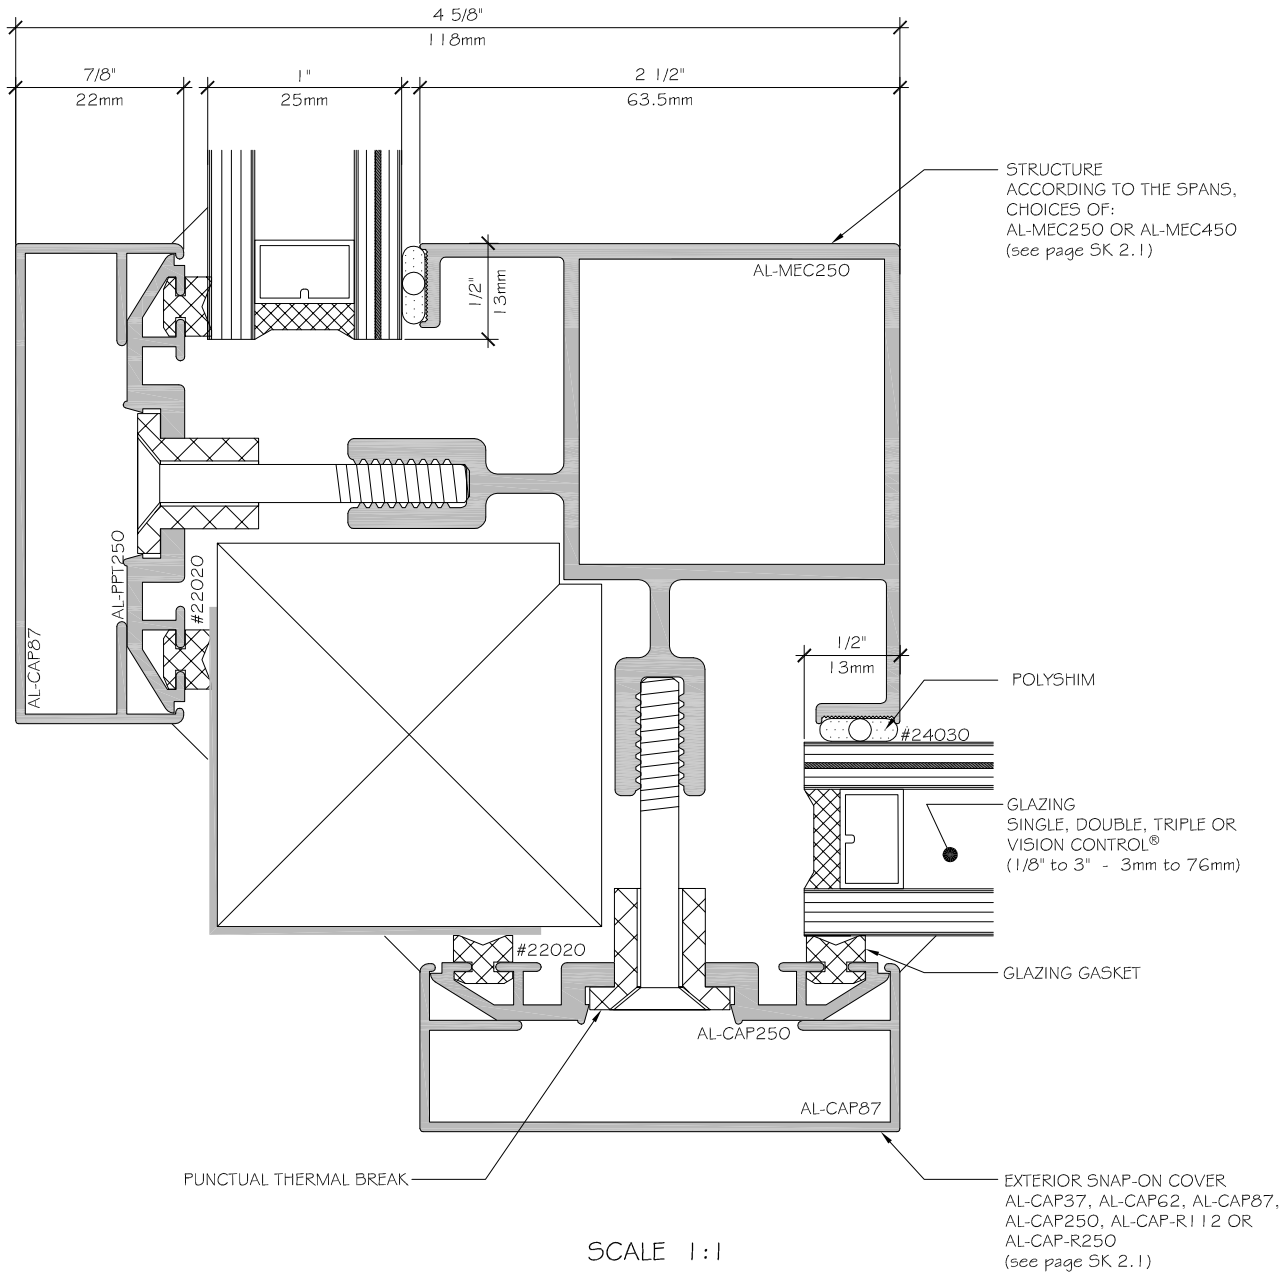 4 5/8"
118mm
7/8"
22mm
1"
25mm
2 1/2"
63.5mm
STRUCTURE
ACCORDING TO THE SPANS,
CHOICES OF:
AL-MEC250 OR AL-MEC450
(see page SK 2.1)
AL-MEC250
1/2"
13mm
AL-PPT250
#22020
AL-CAP87
1/2"
13mm
POLYSHIM
#24030
GLAZING
SINGLE, DOUBLE, TRIPLE OR
VISION CONTROL®
(1/8" to 3" - 3mm to 76mm)
#22020
GLAZING GASKET
AL-CAP250
AL-CAP87
PUNCTUAL THERMAL BREAK
EXTERIOR SNAP-ON COVER
AL-CAP37, AL-CAP62, AL-CAP87,
AL-CAP250, AL-CAP-R112 OR
AL-CAP-R250
(see page SK 2.1)
SCALE 1:1